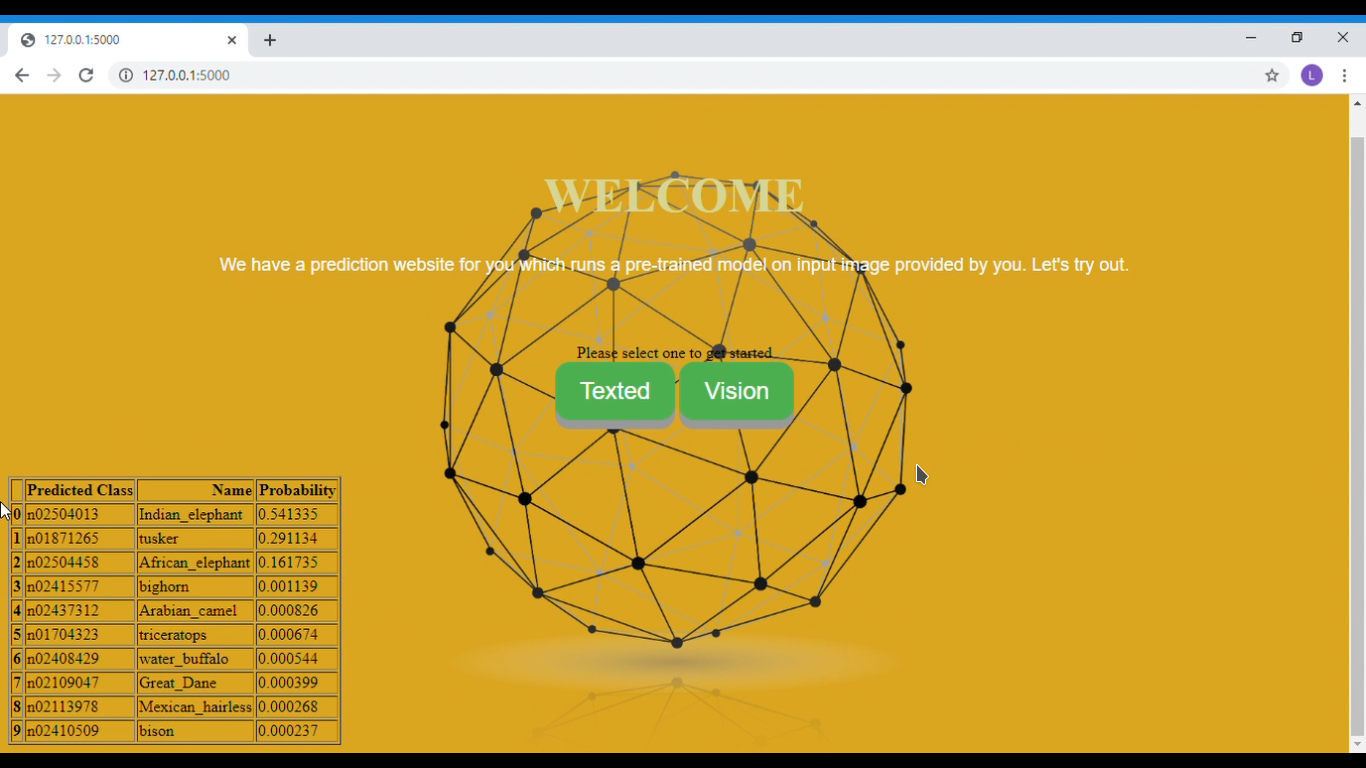 127.0.0.1:5000
127.0.0.1:5000
L
WELCOME
We have a prediction website for you which runs a pre-trained model on input image provided by you. Let's try out.
Please select one to get started
Texted Vision
Predicted Class Name Probability
0 n02504013 Indian_elephant 0.541335
1 n01871265 tusker 0.291134
2 n02504458 African_elephant 0.161735
3 n02415577 bighorn 0.001139
4 n02437312 Arabian_camel 0.000826
5 n01704323 triceratops 0.000674
6 n02408429 water_buffalo 0.000544
7 n02109047 Great_Dane 0.000399
8 n02113978 Mexican_hairless 0.000268
9 n02410509 bison 0.000237